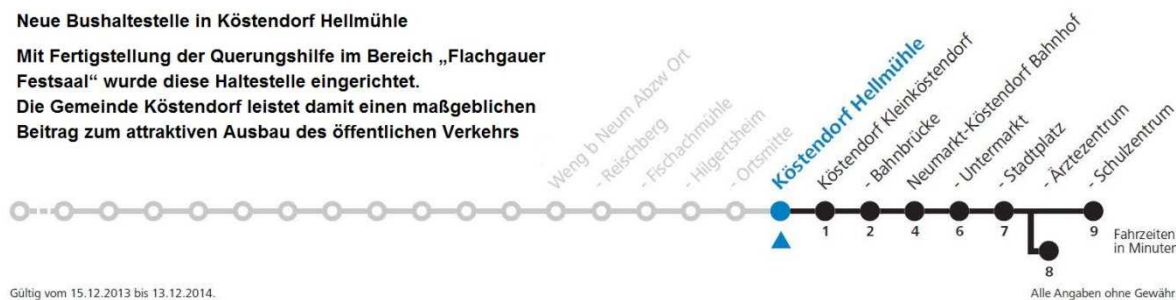 Neue Bushaltestelle in Köstendorf Hellmühle
Mit Fertigstellung der Querungshilfe im Bereich „Flachgauer
Festsaal“ wurde diese Haltestelle eingerichtet.
Die Gemeinde Köstendorf leistet damit einen maßgeblichen
Beitrag zum attraktiven Ausbau des öffentlichen Verkehrs
Weng b Neum Abzw Ort
- Reischberg
- Fischachmühle
- Hilgertsheim
- Ortsmitte
Köstendorf Hellmühle
Köstendorf Kleinköstendorf
- Bahnbrücke
Neumarkt-Köstendorf Bahnhof
- Untermarkt
- Stadtplatz
- Ärztezentrum
- Schulzentrum
1 2 4 6 7 9
8
Fahrzeiten
in Minuten
Gültig vom 15.12.2013 bis 13.12.2014.
Alle Angaben ohne Gewähr